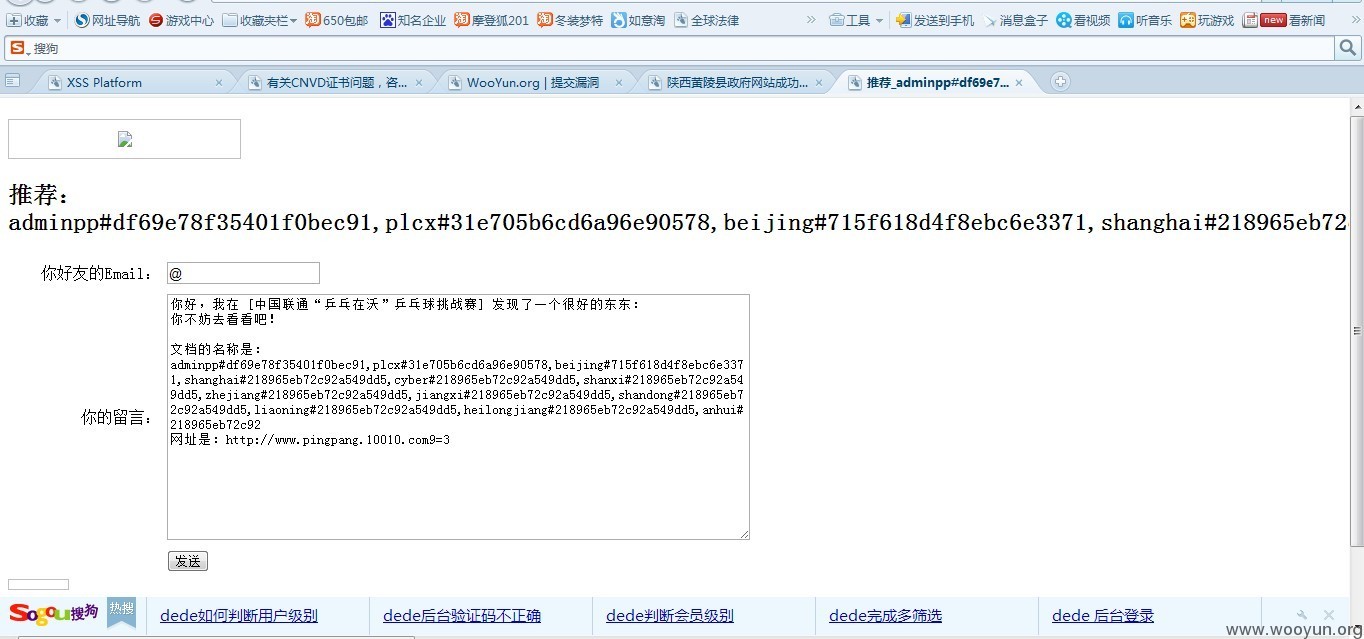 收藏 网址导航 游戏中心 收藏夹栏 650包邮 知名企业 摩登狐201 冬装梦特 如意淘 全球法律 » 工具 发送到手机 消息盒子 看视频 听音乐 玩游戏 new 看新闻 »
搜狗
XSS Platform 有关CNVD证书问题，咨... WooYun.org | 提交漏洞 陕西黄陵县政府网站成功... 推荐_adminpp#df69e7...
推荐：
adminpp#df69e78f35401f0bec91,plcx#31e705b6cd6a96e90578,beijing#715f618d4f8ebc6e3371,shanghai#218965eb72
你好友的Email： @
你好，我在 [中国联通“乒乓在沃”乒乓球挑战赛] 发现了一个很好的东东：
你不妨去看看吧！
文档的名称是：
adminpp#df69e78f35401f0bec91,plcx#31e705b6cd6a96e90578,beijing#715f618d4f8ebc6e337
1,shanghai#218965eb72c92a549dd5,cyber#218965eb72c92a549dd5,shanxi#218965eb72c92a54
9dd5,zhejiang#218965eb72c92a549dd5,jiangxi#218965eb72c92a549dd5,shandong#218965eb7
2c92a549dd5,liaoning#218965eb72c92a549dd5,heilongjiang#218965eb72c92a549dd5,anhui#
你的留言：
218965eb72c92
网址是：http://www.pingpang.10010.com9=3
发送
Sogou搜狗 热搜 dede如何判断用户级别 dede后台验证码不正确 dede判断会员级别 dede完成多筛选 dede 后台登录
www.wooyun.org